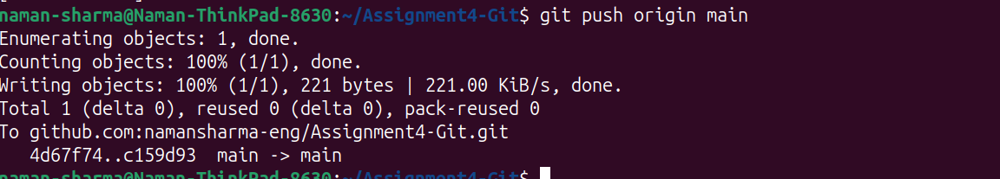 naman-sharma@Naman-ThinkPad-8630:~/Assignment4-Git$ git push origin main
Enumerating objects: 1, done.
Counting objects: 100% (1/1), done.
Writing objects: 100% (1/1), 221 bytes | 221.00 KiB/s, done.
Total 1 (delta 0), reused 0 (delta 0), pack-reused 0
To github.com:namansharma-eng/Assignment4-Git.git
   4d67f74..c159d93  main -> main
naman-sharma@Naman-ThinkPad-8630:~/Assignment4-Git$